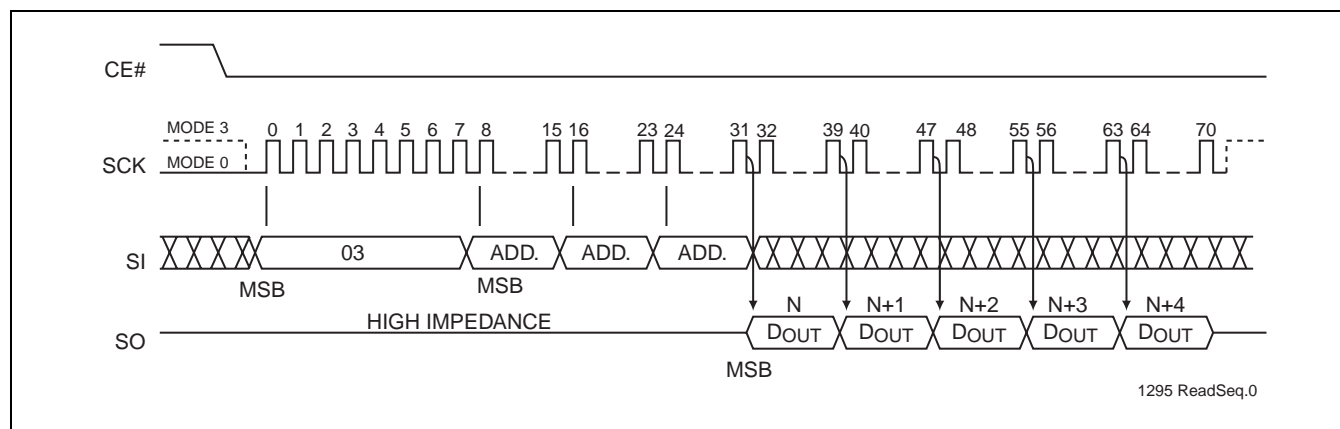 CE#
MODE 3
0 1 2 3 4 5 6 7 8 15 16 23 24 31 32 39 40 47 48 55 56 63 64 70
SCK
MODE 0
SI
03 ADD. ADD. ADD.
MSB MSB
N N+1 N+2 N+3 N+4
HIGH IMPEDANCE
SO
DOUT DOUT DOUT DOUT DOUT
MSB
1295 ReadSeq.0